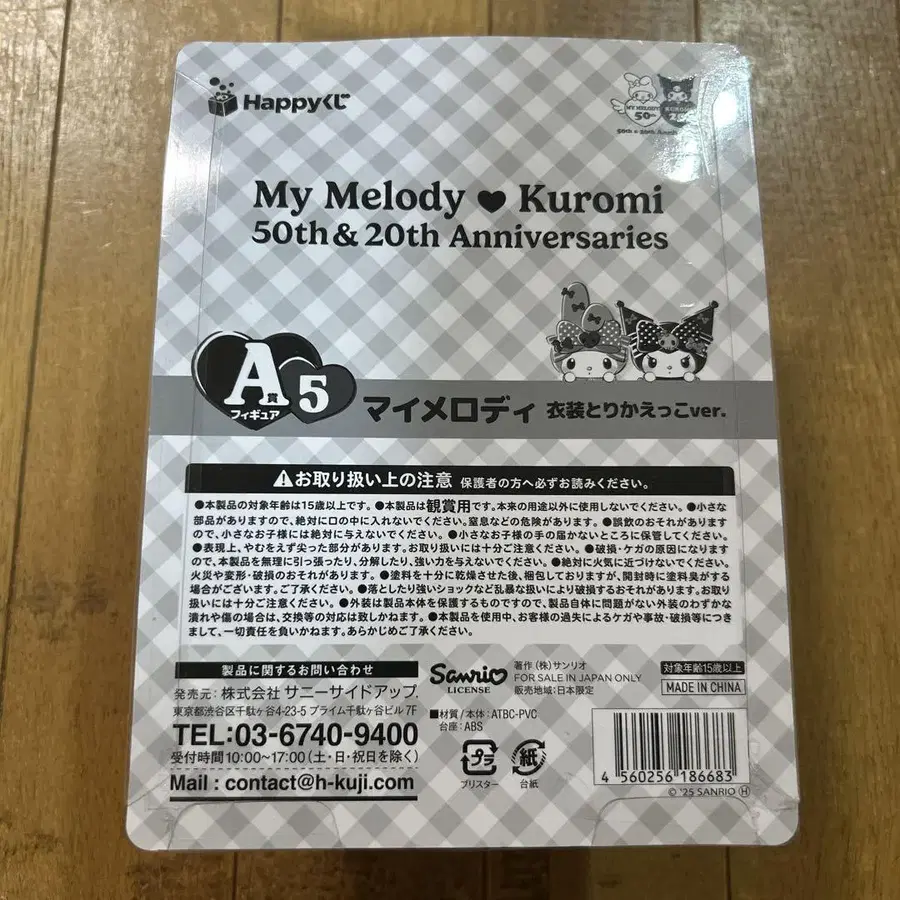 Happyくじ
MY MELODY
50th
KUROMI
My Melody ♥ Kuromi
50th & 20th Anniversaries
A賞 5
フィギュア
マイメロディ 衣装とりかえっこver.
⚠お取り扱い上の注意 保護者の方へ必ずお読みください。
●本製品の対象年齢は15歳以上です。●本製品は観賞用です。本来の用途以外に使用しないでください。●小さな
部品がありますので、絶対に口の中に入れないでください。窒息などの危険があります。●誤飲のおそれがあります
ので、小さなお子様には絶対に与えないでください。●小さなお子様の手の届かないところに保管してください。
●表現上、やむをえず尖った部分があります。お取り扱いには十分ご注意ください。●破損・ケガの原因になります
ので、本製品を無理に引っ張ったり、分解したり、強い力を与えないでください。●絶対に火気に近づけないでください。
火災や変形・破損のおそれがあります。●塗料を十分に乾燥させた後、梱包しておりますが、開封時に塗料臭がする
場合がございます。ご了承ください。●落としたり強いショックなど乱暴な扱いにより破損するおそれがあります。お取り
扱いには十分ご注意ください。●外装は製品本体を保護するものですので、製品自体に問題がない外装のわずかな
潰れや傷の場合は、交換等の対応は致しかねます。●本製品を使用中、お客様の過失によるケガや事故・破損等につき
まして、一切責任を負いかねます。あらかじめご了承ください。
製品に関するお問い合わせ
発売元:株式会社 サニーサイドアップ.
東京都渋谷区千駄ヶ谷4-23-5 プライム千駄ヶ谷ビル 7F
TEL:03-6740-9400
受付時間10:00~17:00(土・日・祝日を除く)
Mail : contact@h-kuji.com
Sanrio
LICENSE
著作 (株)サンリオ
FOR SALE IN JAPAN ONLY
販売地域:日本限定
■材質/本体:ATBC-PVC
台座:ABS
プラ
ブリスター
紙
台紙
対象年齢15歳以上
MADE IN CHINA
4 560256 186683
© '25 SANRIO Ⓗ